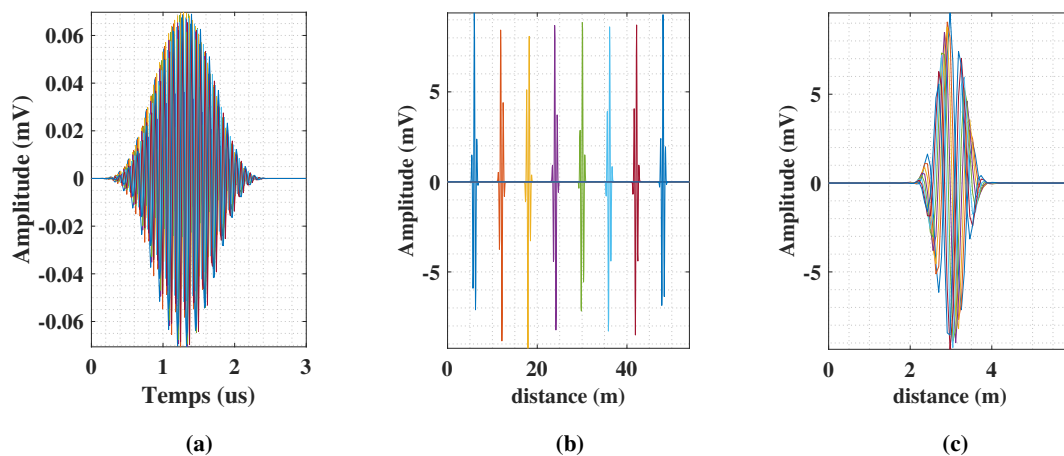 Amplitude (mV)
0.06
0.04
0.02
0
-0.02
-0.04
-0.06
0 1 2 3
Temps (us)
(a)
Amplitude (mV)
5
0
-5
0 20 40
distance (m)
(b)
Amplitude (mV)
5
0
-5
0 2 4
distance (m)
(c)